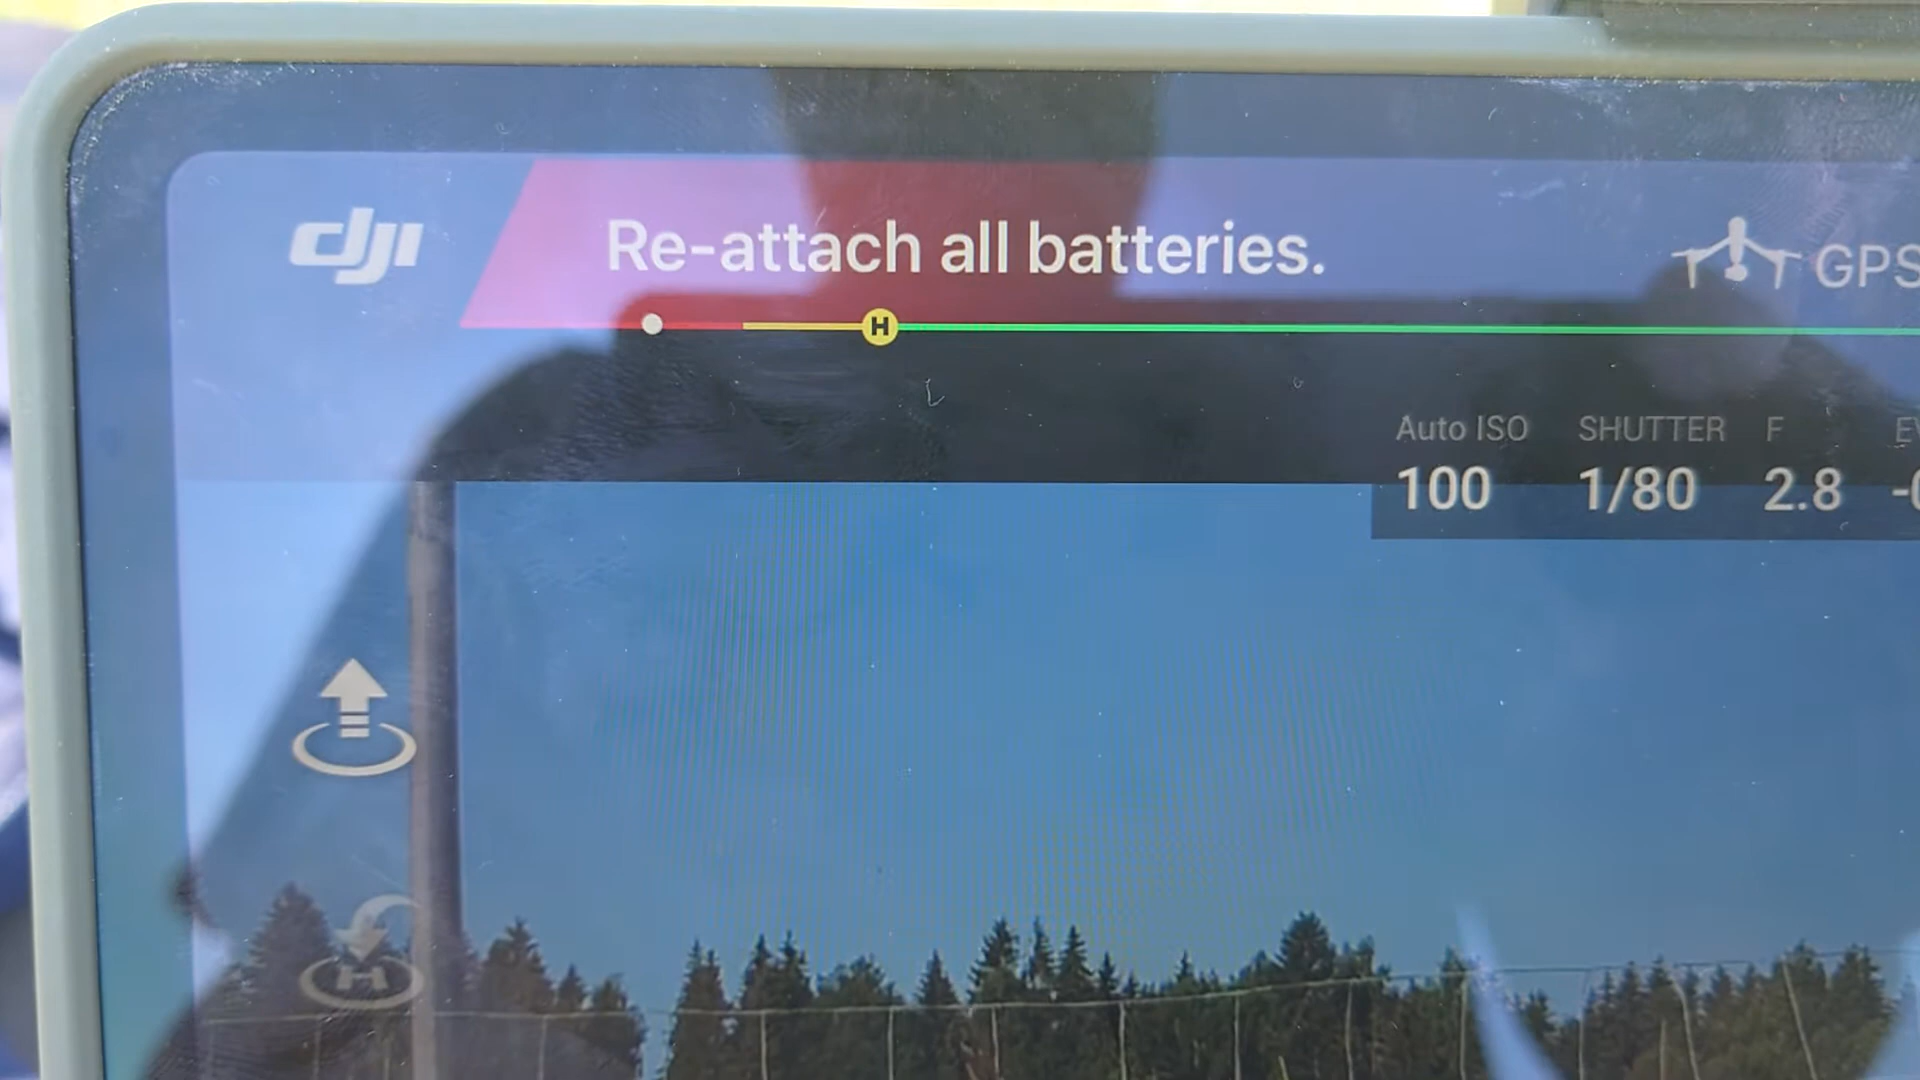 dji
Re-attach all batteries.
GPS
H
Auto ISO
SHUTTER
F
100
1/80
2.8
H